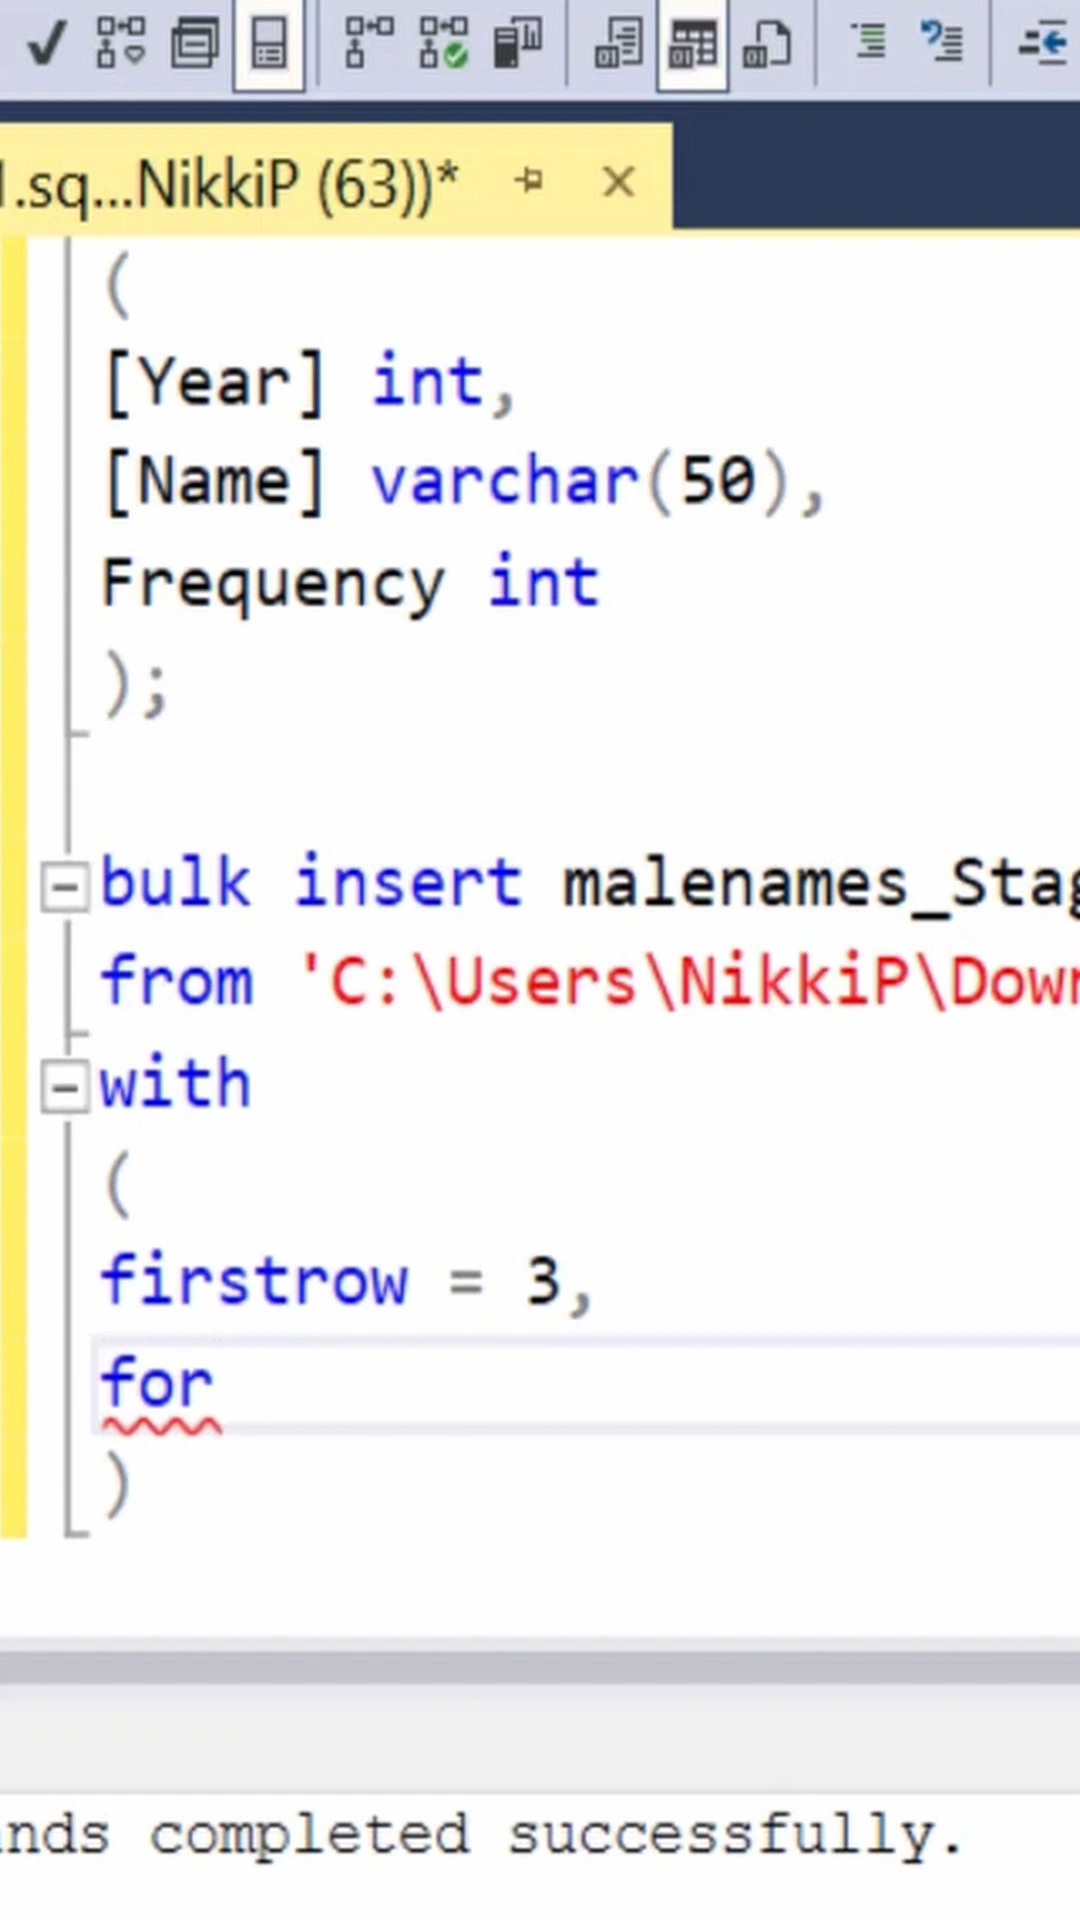 .sq...NikkiP (63))*
(
[Year] int,
[Name] varchar(50),
Frequency int
);
bulk insert malenames_Stag
from 'C:\Users\NikkiP\Down
with
(
firstrow = 3,
for
)
nds completed successfully.